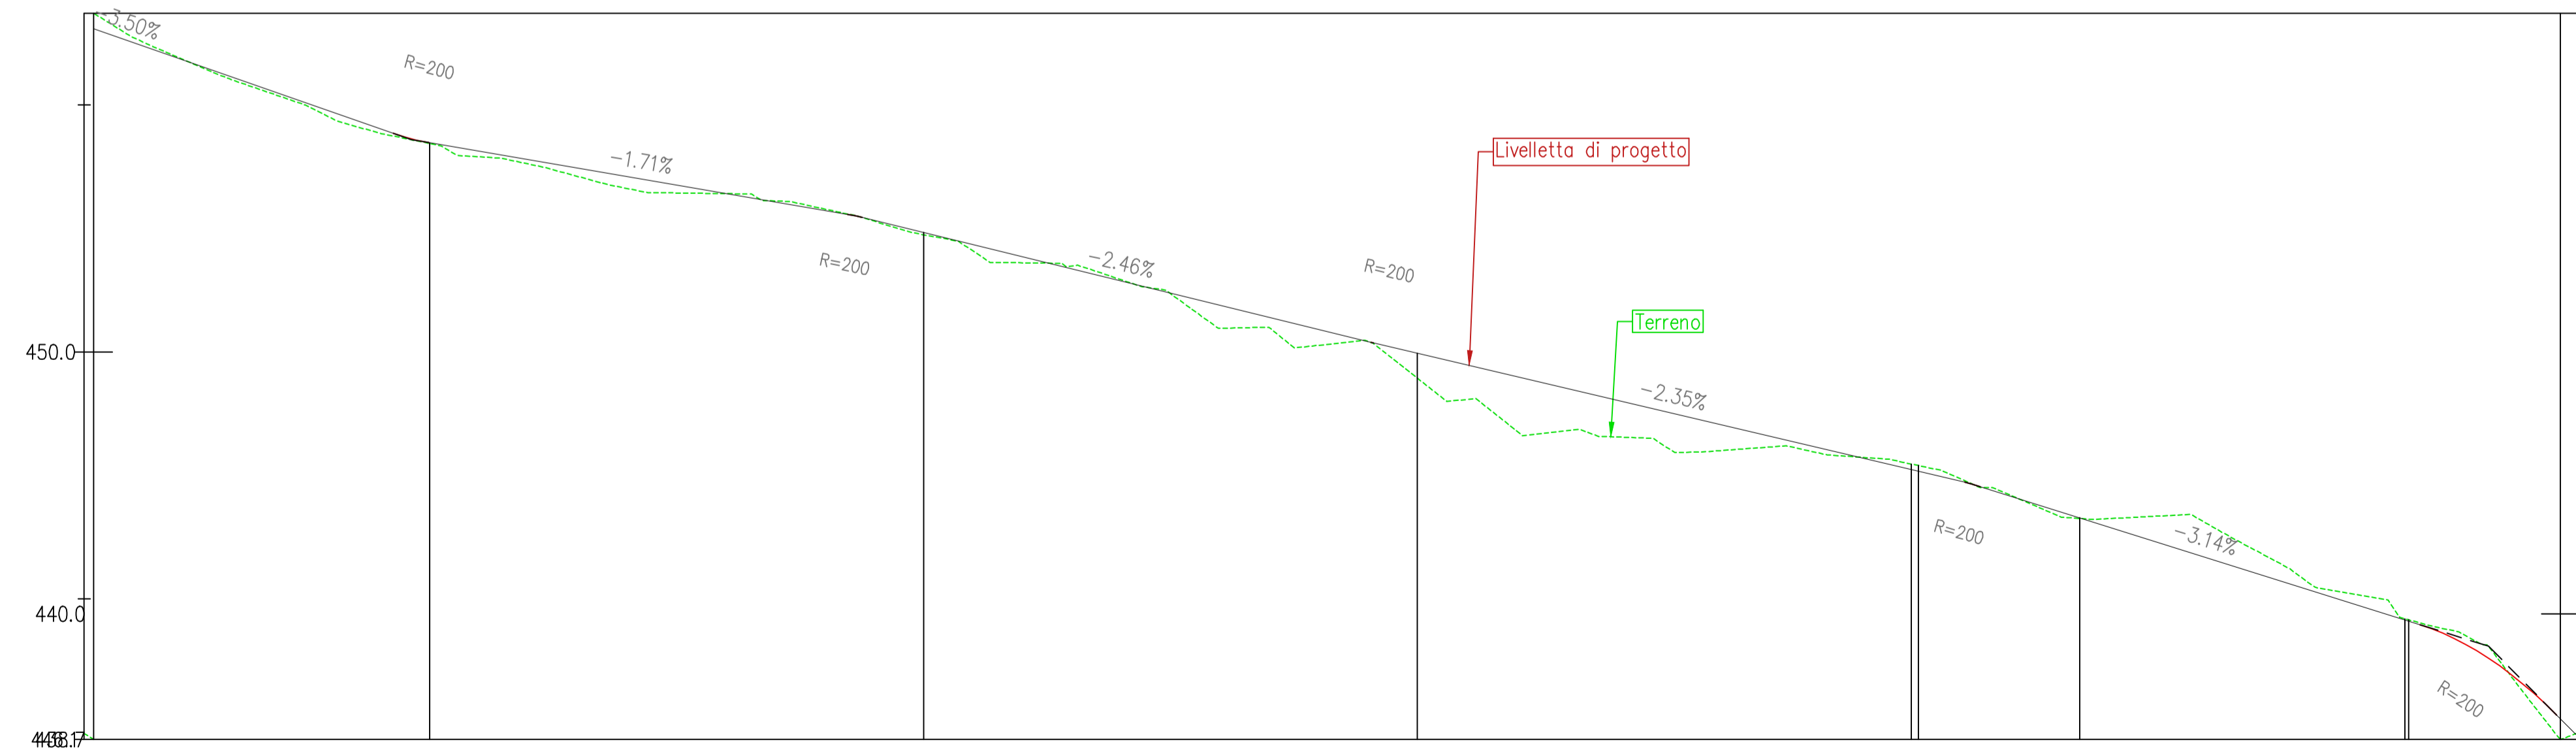 -3.50%
R=200
-1.71%
Livelletta di progetto
R=200
-2.46%
R=200
Terreno
450.0
-2.35%
R=200
-3.14%
440.0
R=200